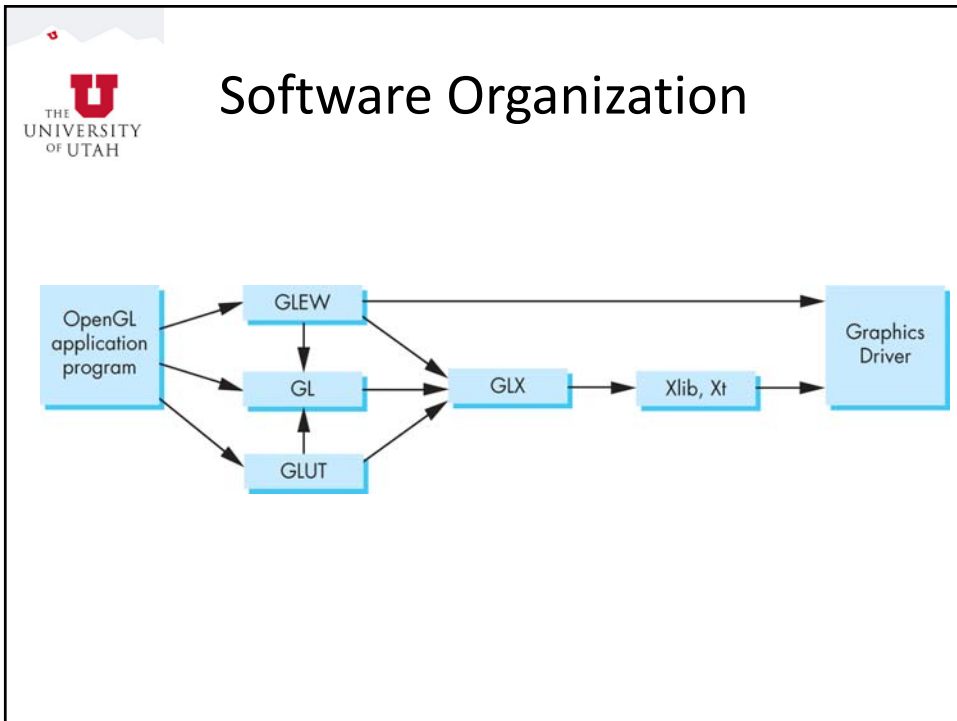 THE
UNIVERSITY
OF UTAH
Software Organization
OpenGL
application
program
GLEW
GL
GLUT
GLX
Xlib, Xt
Graphics
Driver